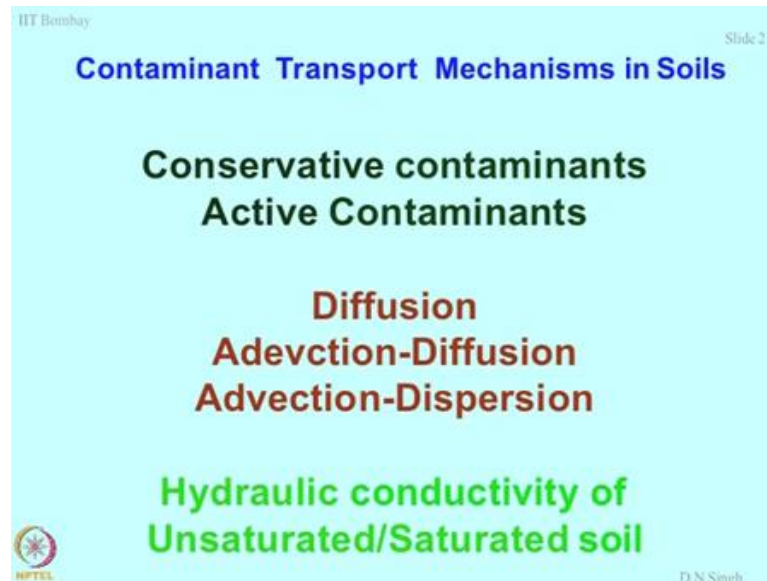 IIT Bombay
Slide 2
Contaminant Transport Mechanisms in Soils
Conservative contaminants
Active Contaminants
Diffusion
Adevction-Diffusion
Advection-Dispersion
Hydraulic conductivity of
Unsaturated/Saturated soil
NPTEL
D N Singh